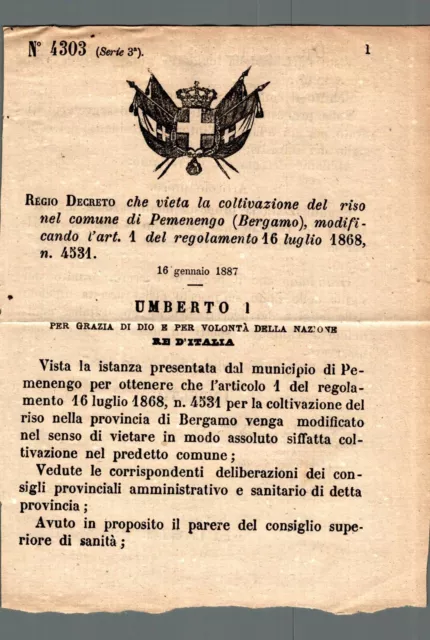 N° 4303 (Serie 3ª). 1
REGIO DECRETO che vieta la coltivazione del riso
nel comune di Pemenengo (Bergamo), modifi-
cando l'art. 1 del regolamento 16 luglio 1868,
n. 4531.
16 gennaio 1887
UMBERTO I
PER GRAZIA DI DIO E PER VOLONTÀ DELLA NAZIONE
RE D'ITALIA
Vista la istanza presentata dal municipio di Pe-
menengo per ottenere che l'articolo 1 del regola-
mento 16 luglio 1868, n. 4531 per la coltivazione del
riso nella provincia di Bergamo venga modificato
nel senso di vietare in modo assoluto siffatta col-
tivazione nel predetto comune;
Vedute le corrispondenti deliberazioni dei con-
sigli provinciali amministrativo e sanitario di detta
provincia;
Avuto in proposito il parere del consiglio supe-
riore di sanità;